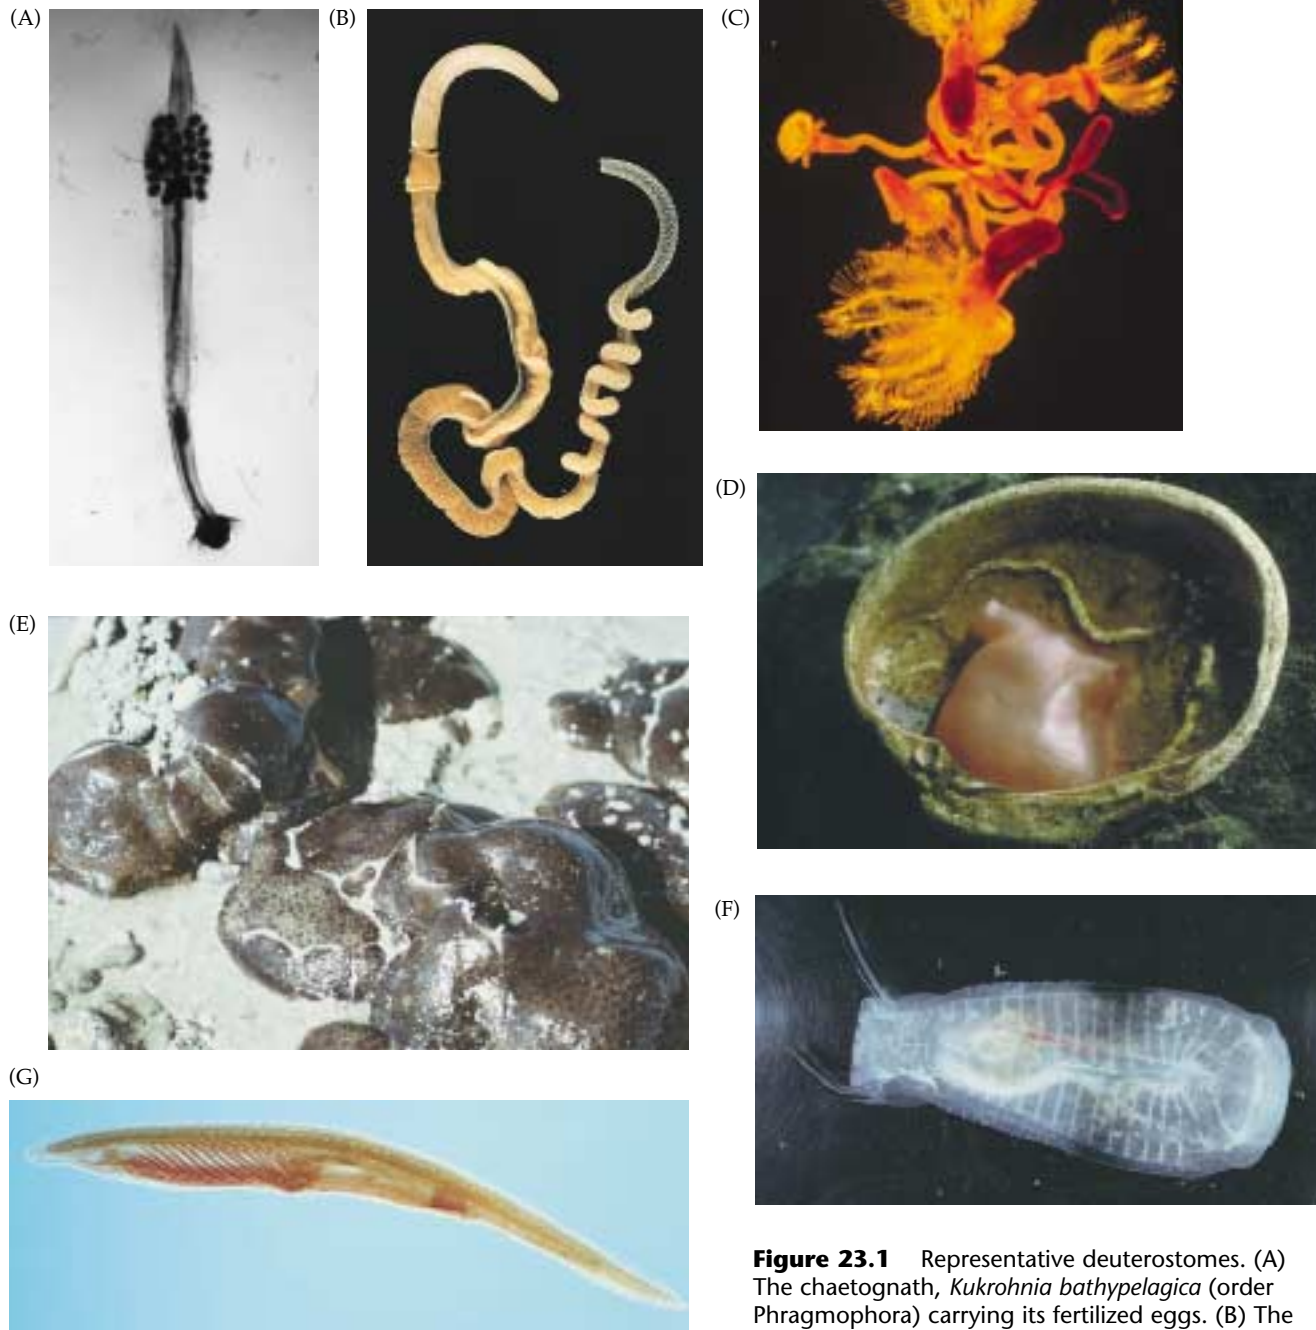 (A)
(B)
(C)
(D)
(E)
(F)
(G)
Figure 23.1 Representative deuterostomes. (A)
The chaetognath, Kukrohnia bathypelagica (order
Phragmophora) carrying its fertilized eggs. (B) The